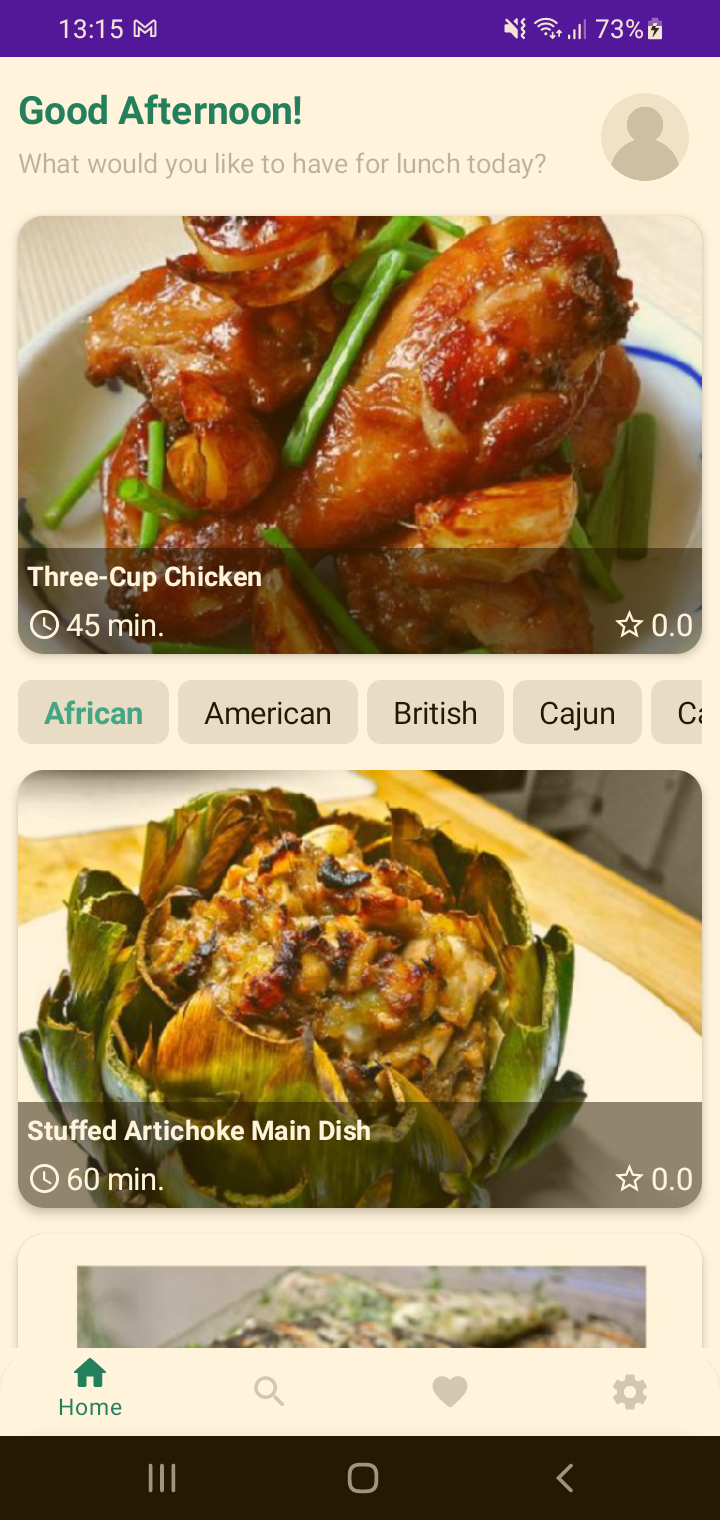 13:15
73%
Good Afternoon!
What would you like to have for lunch today?
Three-Cup Chicken
45 min.
0.0
African
American
British
Cajun
Ca
Stuffed Artichoke Main Dish
60 min.
0.0
Home